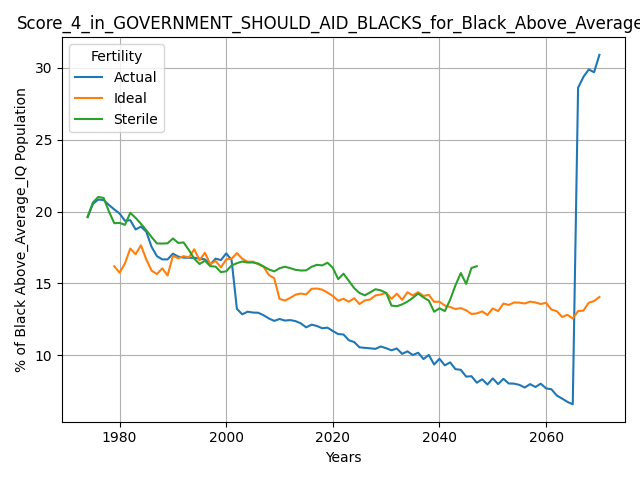 Score_4_in_GOVERNMENT_SHOULD_AID_BLACKS_for_Black_Above_Average
% of Black Above_Average_IQ Population
30
25
20
15
10
Fertility
Actual
Ideal
Sterile
1980 2000 2020 2040 2060
Years